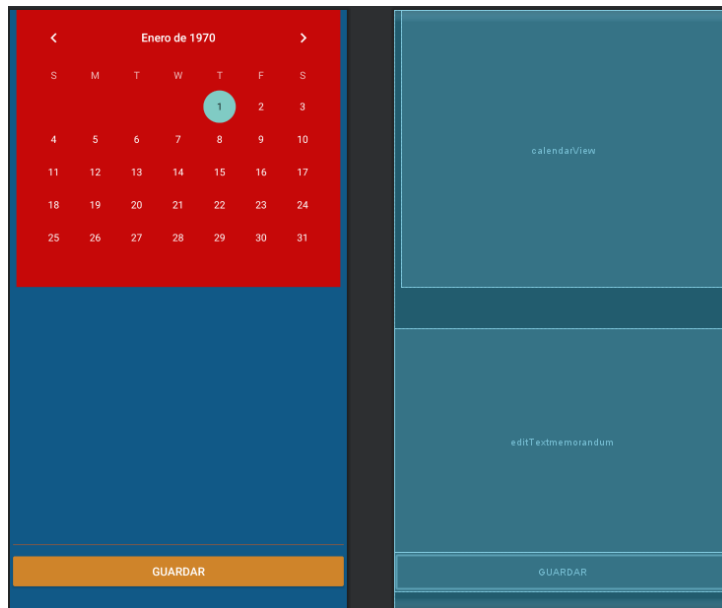 Enero de 1970
S M T W T F S
1 2 3
4 5 6 7 8 9 10
11 12 13 14 15 16 17
18 19 20 21 22 23 24
25 26 27 28 29 30 31
GUARDAR
calendarView
editTextmemorandum
GUARDAR